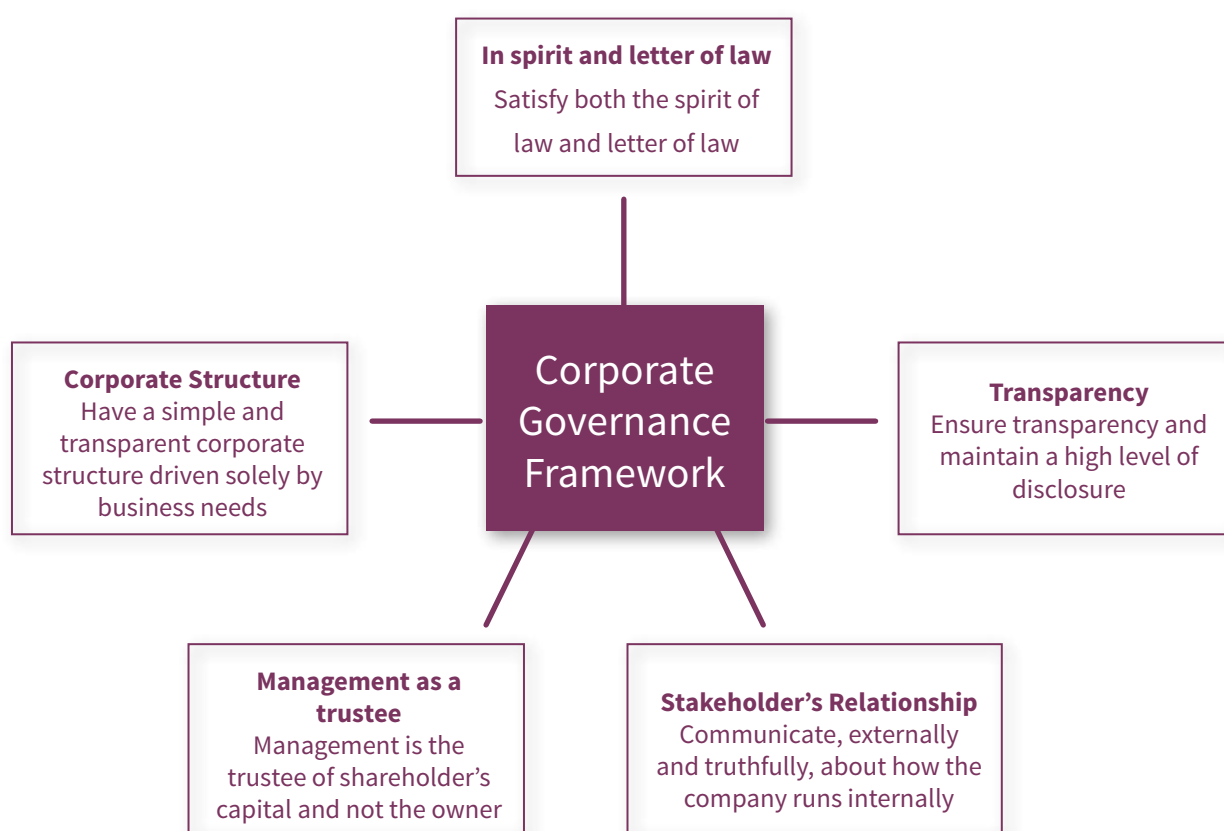 In spirit and letter of law
Satisfy both the spirit of
law and letter of law
Corporate
Governance
Framework
Corporate Structure
Have a simple and
transparent corporate
structure driven solely by
business needs
Transparency
Ensure transparency and
maintain a high level of
disclosure
Management as a
trustee
Management is the
trustee of shareholder’s
capital and not the owner
Stakeholder’s Relationship
Communicate, externally
and truthfully, about how the
company runs internally